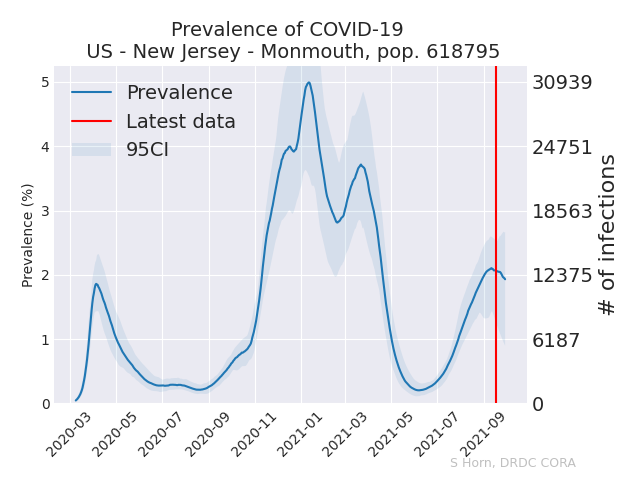 Prevalence of COVID-19
US - New Jersey - Monmouth, pop. 618795
Prevalence
Latest data
95CI
Prevalence (%)
5
4
3
2
1
0
30939
24751
18563
12375
6187
0
# of infections
2020-03
2020-05
2020-07
2020-09
2020-11
2021-01
2021-03
2021-05
2021-07
2021-09
S Horn, DRDC CORA